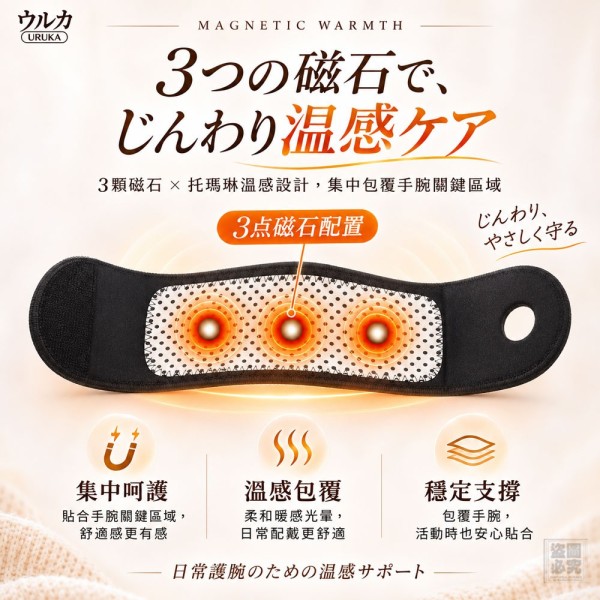 ウルカ
URUKA
MAGNETIC WARMTH
3つの磁石で、
じんわり温感ケア
3顆磁石 × 托瑪琳溫感設計，集中包覆手腕關鍵區域
じんわり、
やさしく守る
3点磁石配置
集中呵護
貼合手腕關鍵區域，
舒適感更有感
溫感包覆
柔和暖感光暈，
日常配戴更舒適
穩定支撐
包覆手腕，
活動時也安心貼合
日常護腕のための温感サポート
盜圖
必究